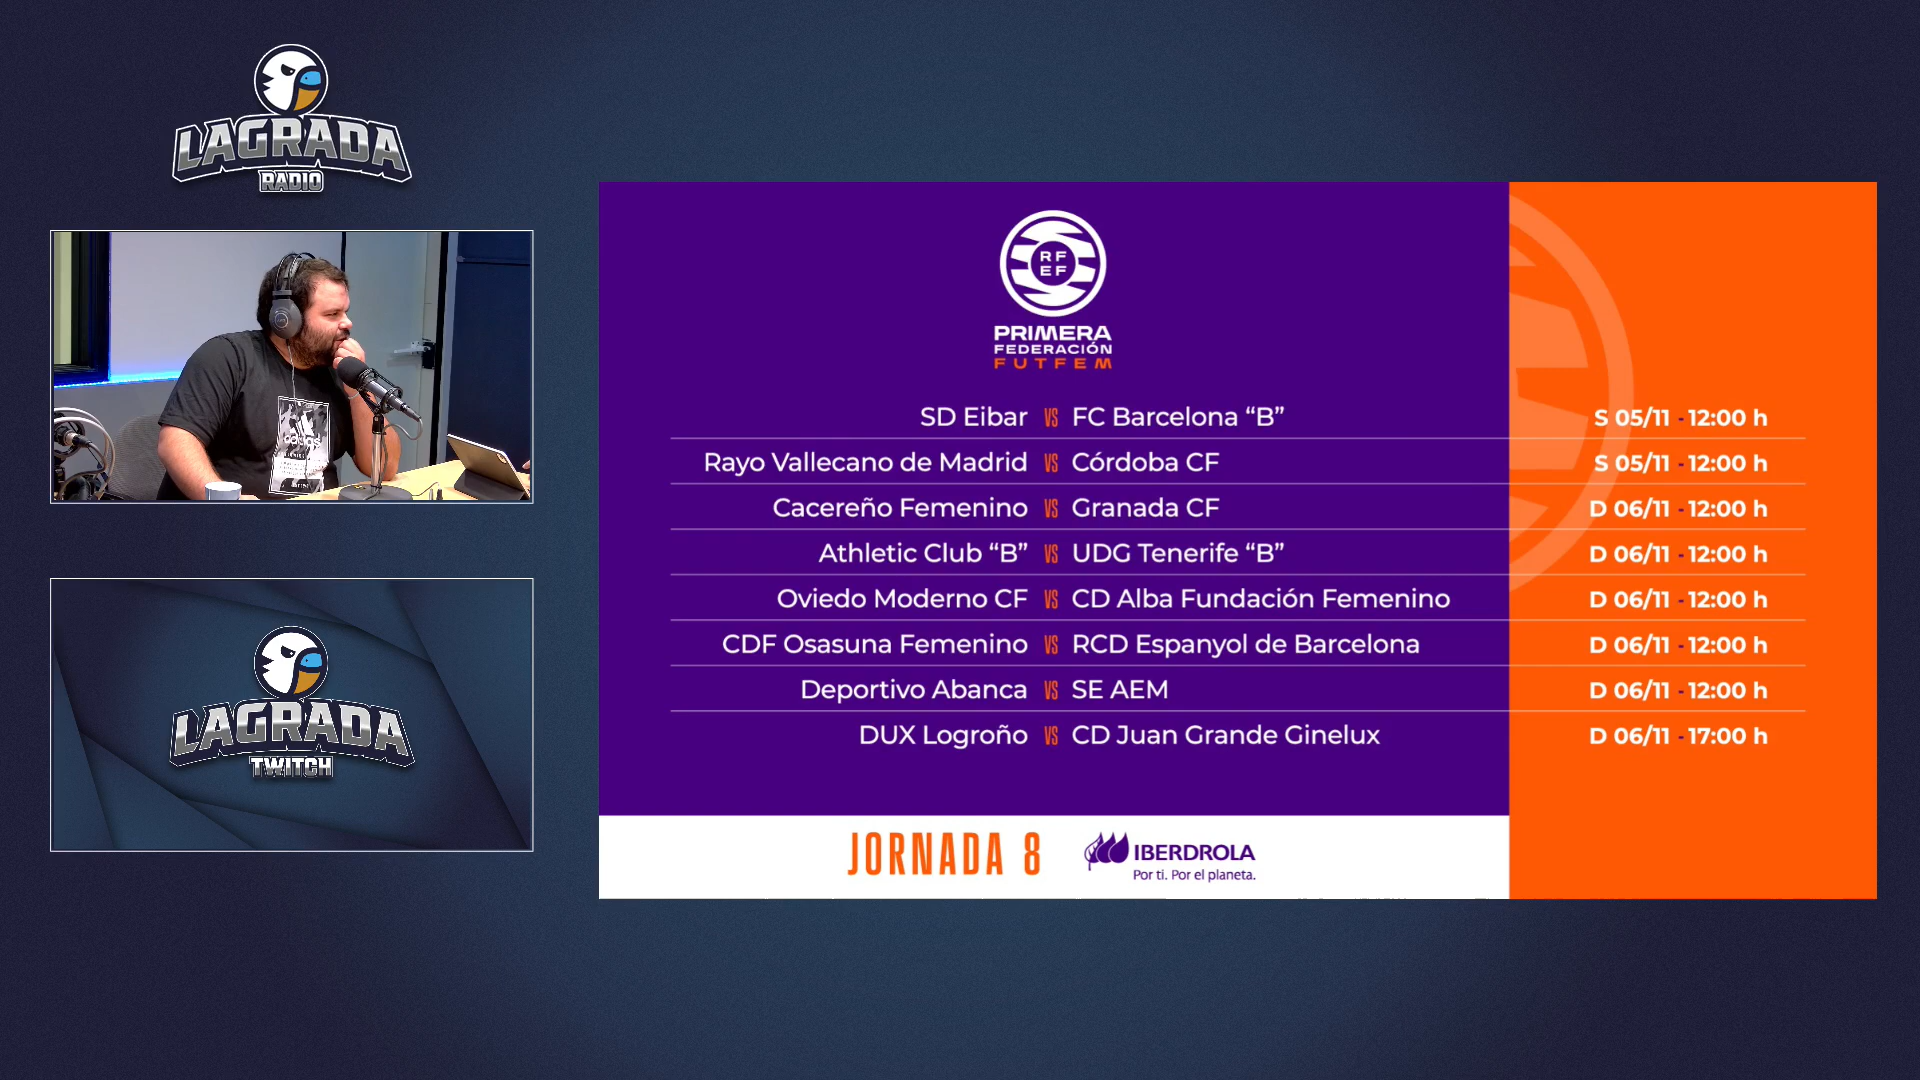 LAGRADA
RADIO
adidas
LAGRADA
TWITCH
RF
EF
PRIMERA
FEDERACIÓN
FUTFEM
SD Eibar VS FC Barcelona “B” S 05/11 - 12:00 h
Rayo Vallecano de Madrid VS Córdoba CF S 05/11 - 12:00 h
Cacereño Femenino VS Granada CF D 06/11 - 12:00 h
Athletic Club “B” VS UDG Tenerife “B” D 06/11 - 12:00 h
Oviedo Moderno CF VS CD Alba Fundación Femenino D 06/11 - 12:00 h
CDF Osasuna Femenino VS RCD Espanyol de Barcelona D 06/11 - 12:00 h
Deportivo Abanca VS SE AEM D 06/11 - 12:00 h
DUX Logroño VS CD Juan Grande Ginelux D 06/11 - 17:00 h
JORNADA 8
IBERDROLA
Por ti. Por el planeta.